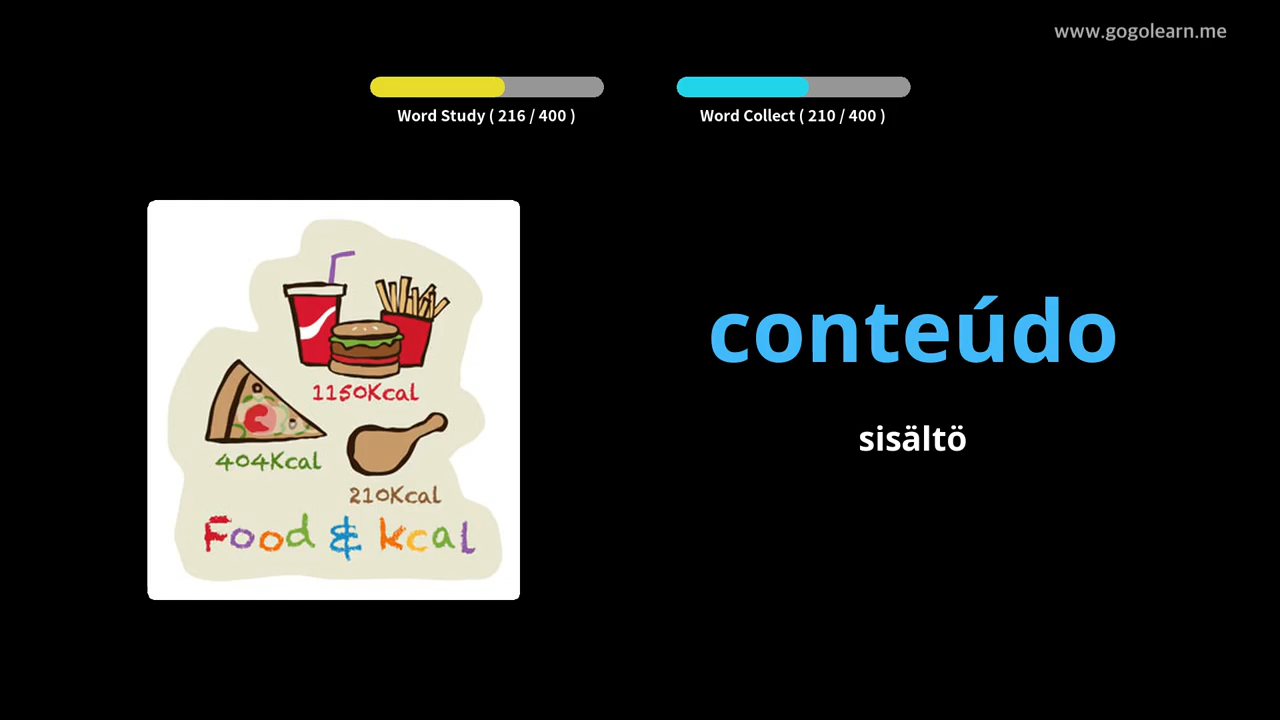 www.gogolearn.me
Word Study ( 216 / 400 )
Word Collect ( 210 / 400 )
1150Kcal
404Kcal
210Kcal
Food & kcal
conteúdo
sisältö